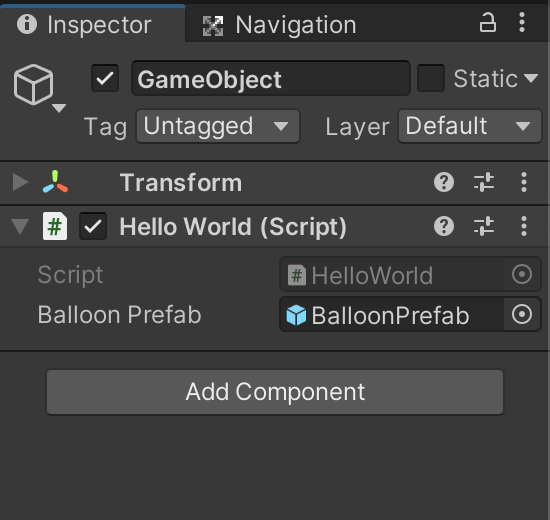 Inspector Navigation
GameObject Static
Tag Untagged Layer Default
Transform
# Hello World (Script)
Script # HelloWorld
Balloon Prefab BalloonPrefab
Add Component